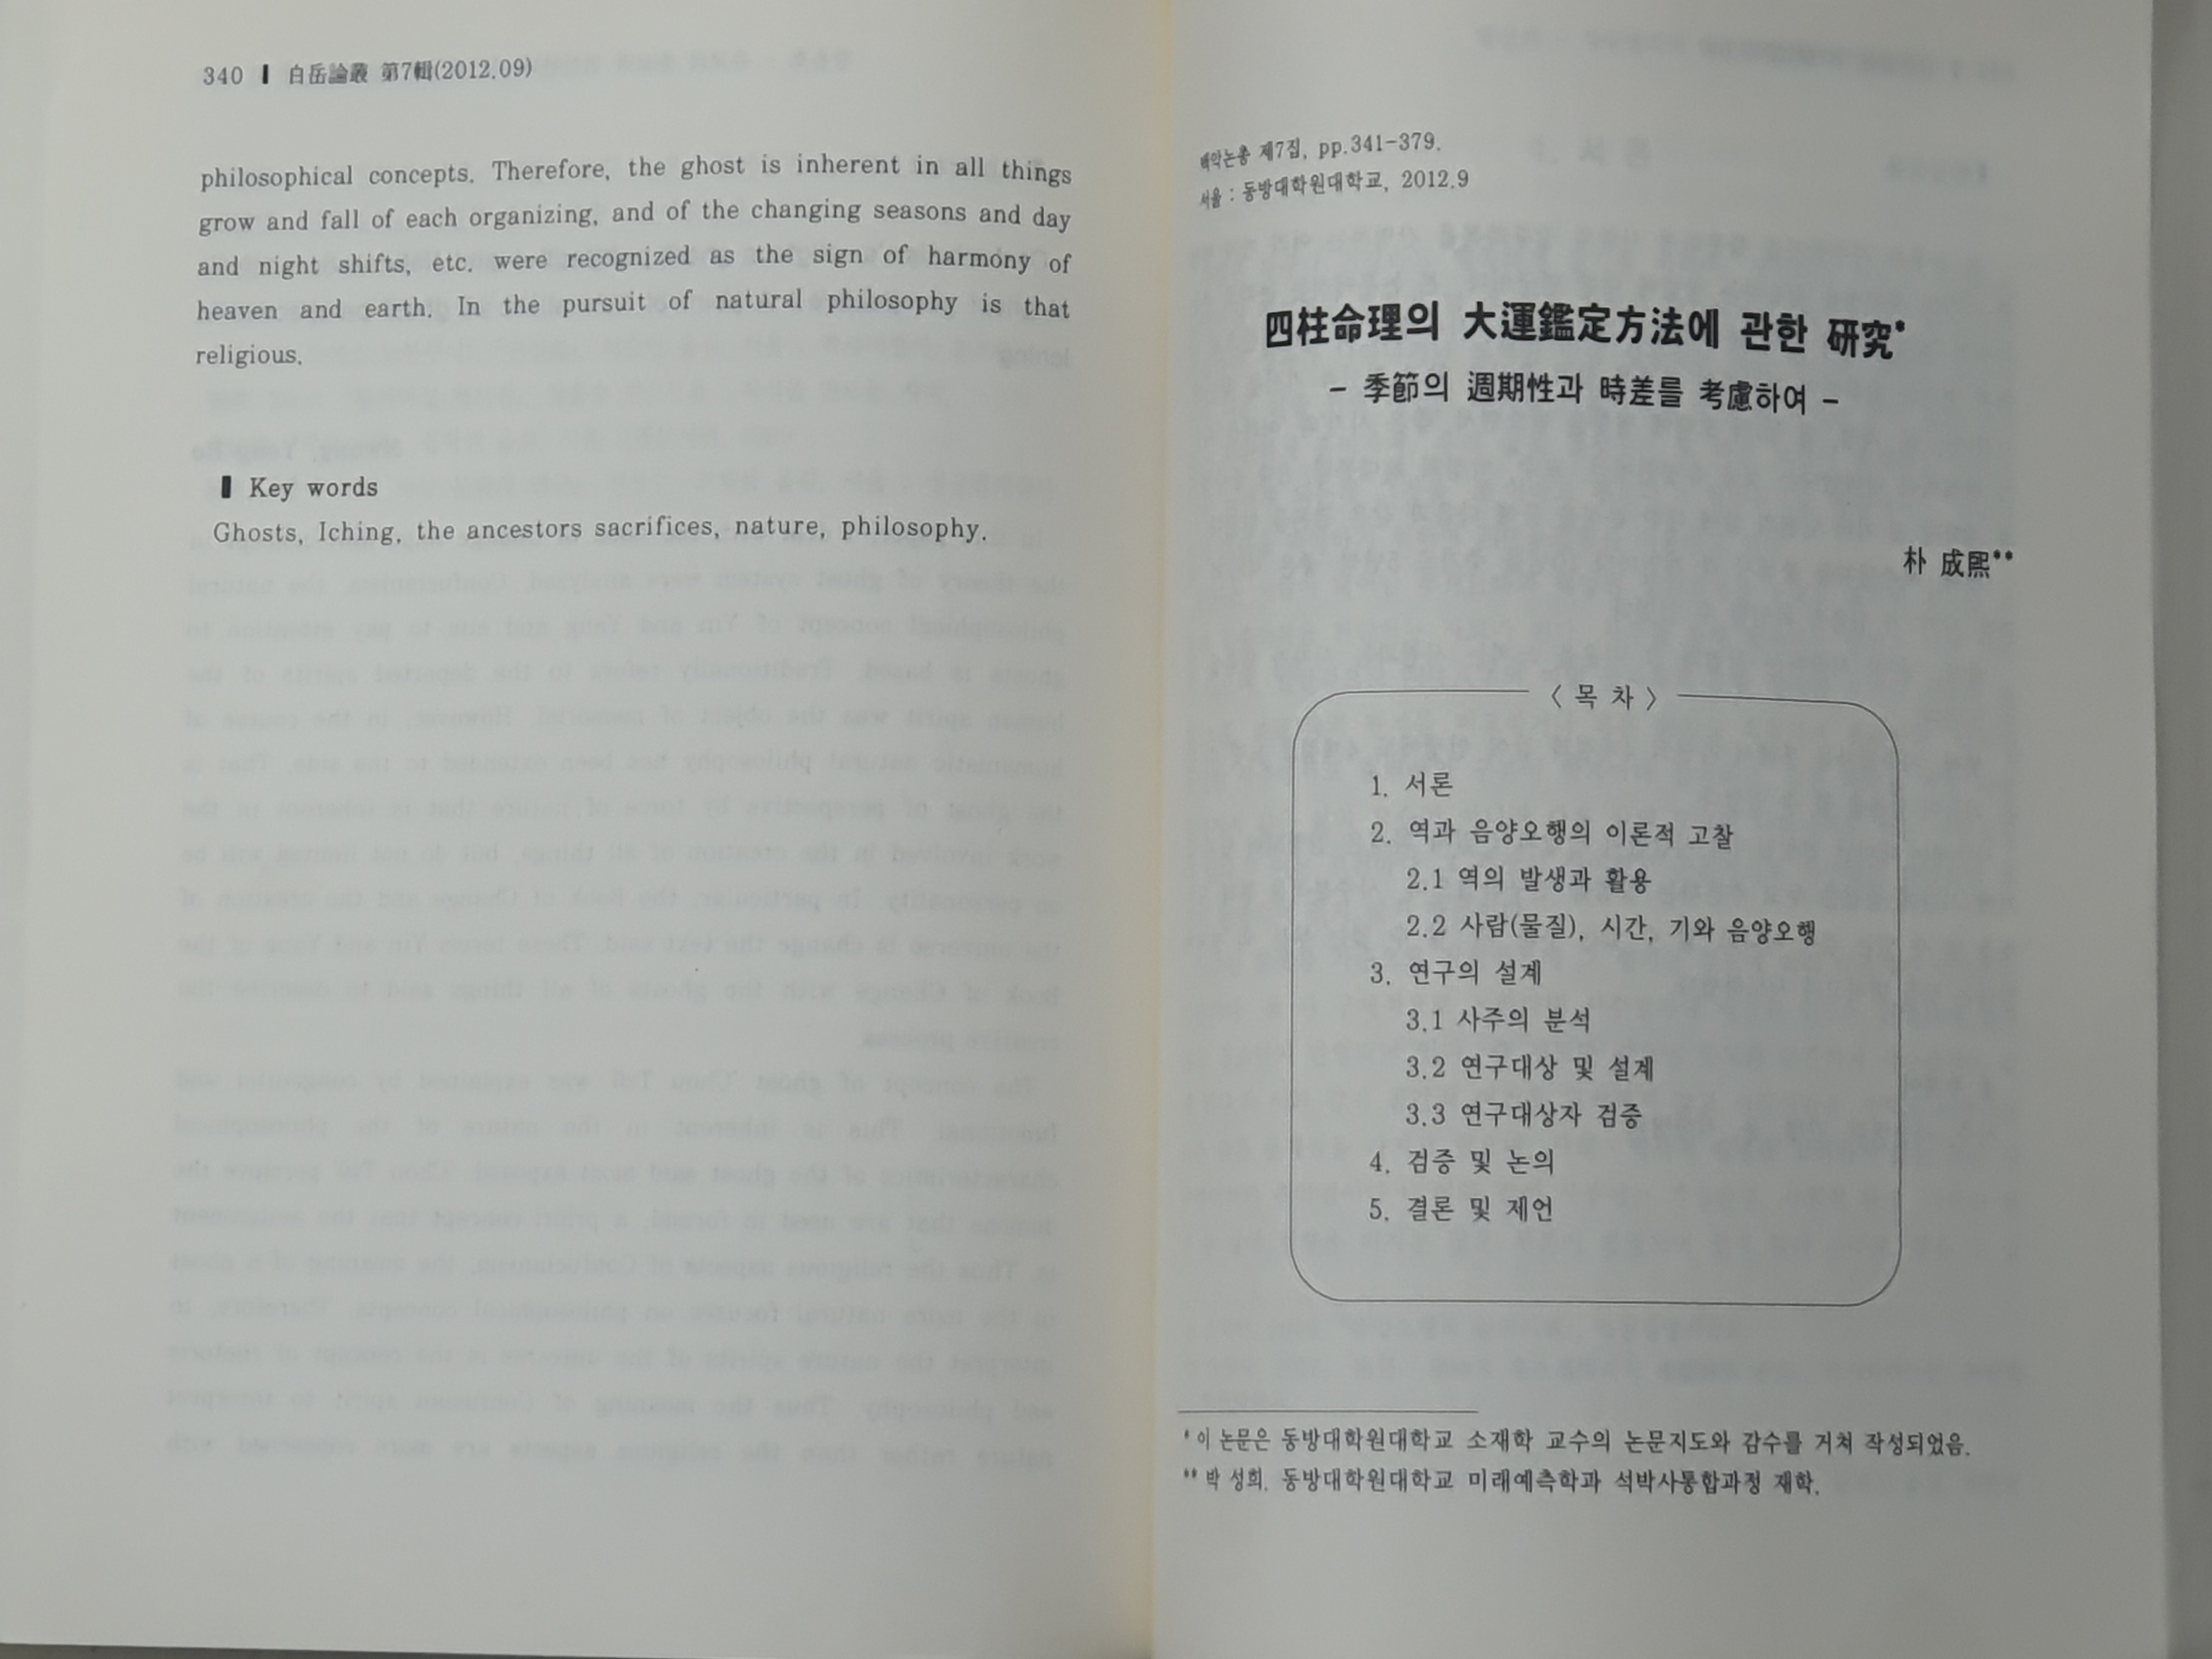 340 ▌ 白岳論叢 第7輯(2012.09)
philosophical concepts. Therefore, the ghost is inherent in all things
grow and fall of each organizing, and of the changing seasons and day
and night shifts, etc. were recognized as the sign of harmony of
heaven and earth. In the pursuit of natural philosophy is that
religious.
▌ Key words
Ghosts, Iching, the ancestors sacrifices, nature, philosophy.
백악논총 제7집, pp.341-379.
서울 : 동방대학원대학교, 2012.9
四柱命理의 大運鑑定方法에 관한 研究*
- 季節의 週期性과 時差를 考慮하여 -
朴 成熙**
〈 목 차 〉
1. 서론
2. 역과 음양오행의 이론적 고찰
2.1 역의 발생과 활용
2.2 사람(물질), 시간, 기와 음양오행
3. 연구의 설계
3.1 사주의 분석
3.2 연구대상 및 설계
3.3 연구대상자 검증
4. 검증 및 논의
5. 결론 및 제언
* 이 논문은 동방대학원대학교 소재학 교수의 논문지도와 감수를 거쳐 작성되었음.
** 박 성희. 동방대학원대학교 미래예측학과 석박사통합과정 재학.